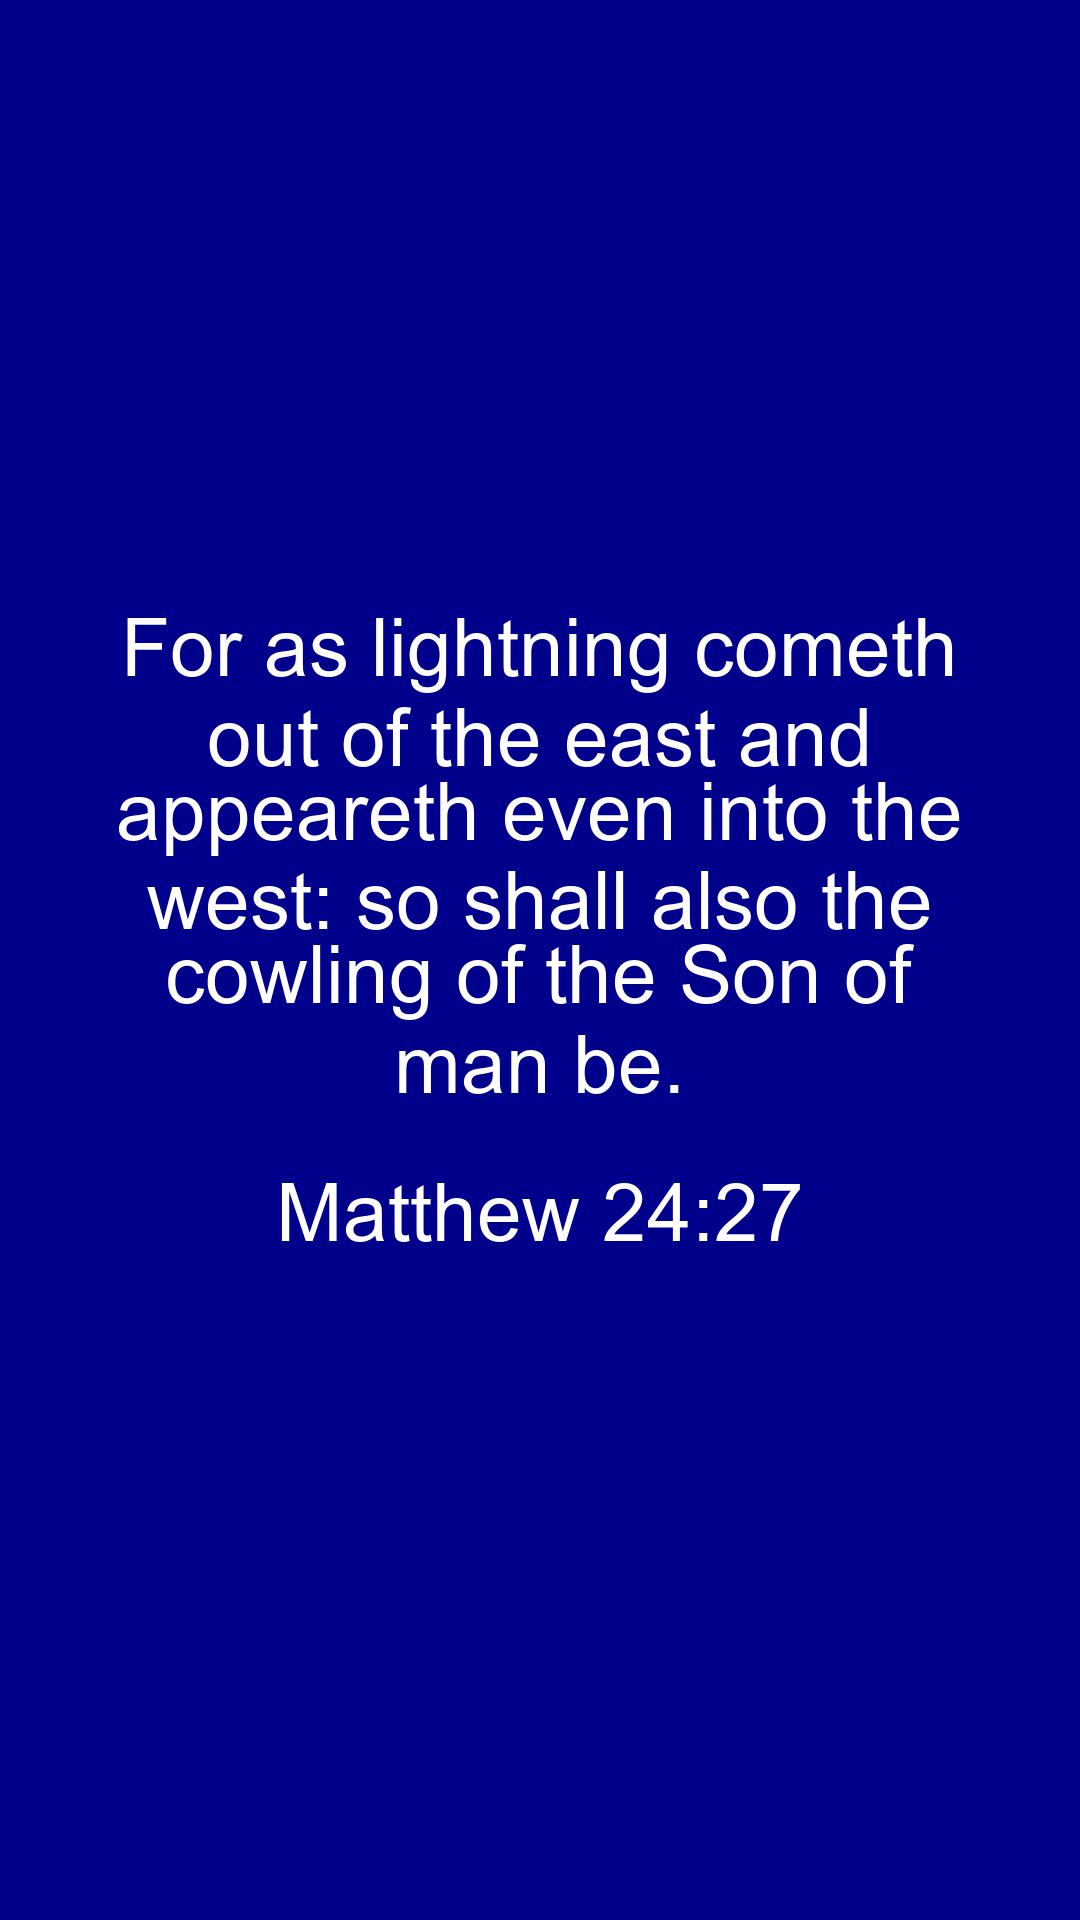 For as lightning cometh
out of the east and
appeareth even into the
west: so shall also the
cowling of the Son of
man be.
Matthew 24:27